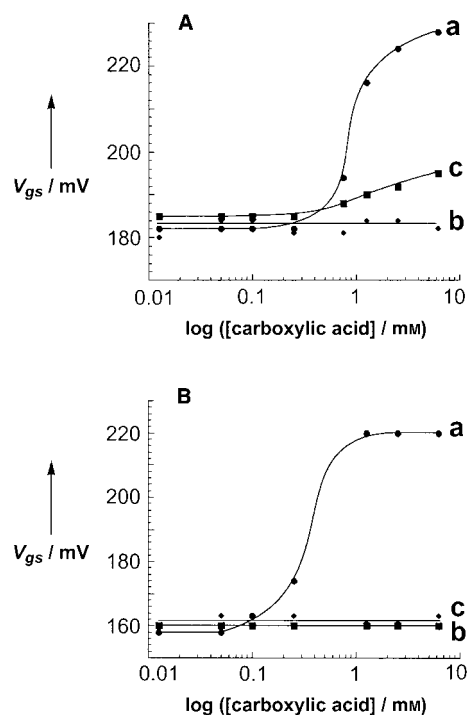 A
a
220
V_gs / mV
200
c
180
b
0.01 0.1 1 10
log ([carboxylic acid] / mM)
B
a
220
200
V_gs / mV
180
c
160
b
0.01 0.1 1 10
log ([carboxylic acid] / mM)